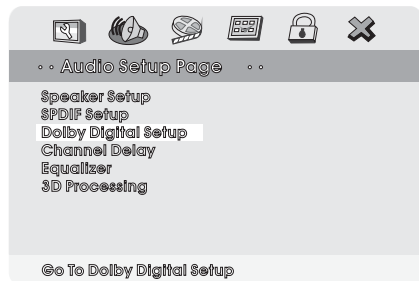 Audio Setup Page
Speaker Setup
SPDIF Setup
Dolby Digital Setup
Channel Delay
Equalizer
3D Processing
Go To Dolby Digital Setup